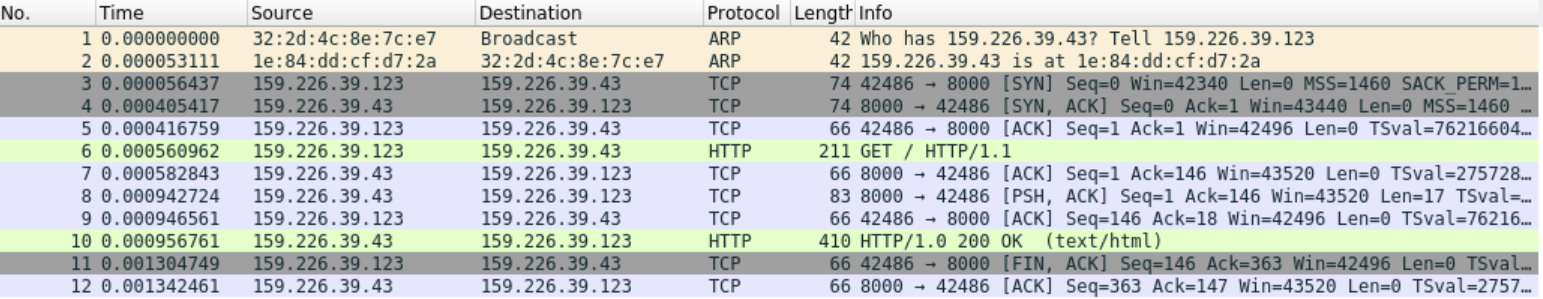 No. Time Source Destination Protocol Length Info
1 0.000000000 32:2d:4c:8e:7c:e7 Broadcast ARP 42 Who has 159.226.39.43? Tell 159.226.39.123
2 0.000053111 1e:84:dd:cf:d7:2a 32:2d:4c:8e:7c:e7 ARP 42 159.226.39.43 is at 1e:84:dd:cf:d7:2a
3 0.000056437 159.226.39.123 159.226.39.43 TCP 74 42486 → 8000 [SYN] Seq=0 Win=42340 Len=0 MSS=1460 SACK_PERM=1…
4 0.000405417 159.226.39.43 159.226.39.123 TCP 74 8000 → 42486 [SYN, ACK] Seq=0 Ack=1 Win=43440 Len=0 MSS=1460 …
5 0.000416759 159.226.39.123 159.226.39.43 TCP 66 42486 → 8000 [ACK] Seq=1 Ack=1 Win=42496 Len=0 TSval=76216604…
6 0.000560962 159.226.39.123 159.226.39.43 HTTP 211 GET / HTTP/1.1
7 0.000582843 159.226.39.43 159.226.39.123 TCP 66 8000 → 42486 [ACK] Seq=1 Ack=146 Win=43520 Len=0 TSval=275728…
8 0.000942724 159.226.39.43 159.226.39.123 TCP 83 8000 → 42486 [PSH, ACK] Seq=1 Ack=146 Win=43520 Len=17 TSval=…
9 0.000946561 159.226.39.123 159.226.39.43 TCP 66 42486 → 8000 [ACK] Seq=146 Ack=18 Win=42496 Len=0 TSval=76216…
10 0.000956761 159.226.39.43 159.226.39.123 HTTP 410 HTTP/1.0 200 OK (text/html)
11 0.001304749 159.226.39.123 159.226.39.43 TCP 66 42486 → 8000 [FIN, ACK] Seq=146 Ack=363 Win=42496 Len=0 TSval…
12 0.001342461 159.226.39.43 159.226.39.123 TCP 66 8000 → 42486 [ACK] Seq=363 Ack=147 Win=43520 Len=0 TSval=2757…